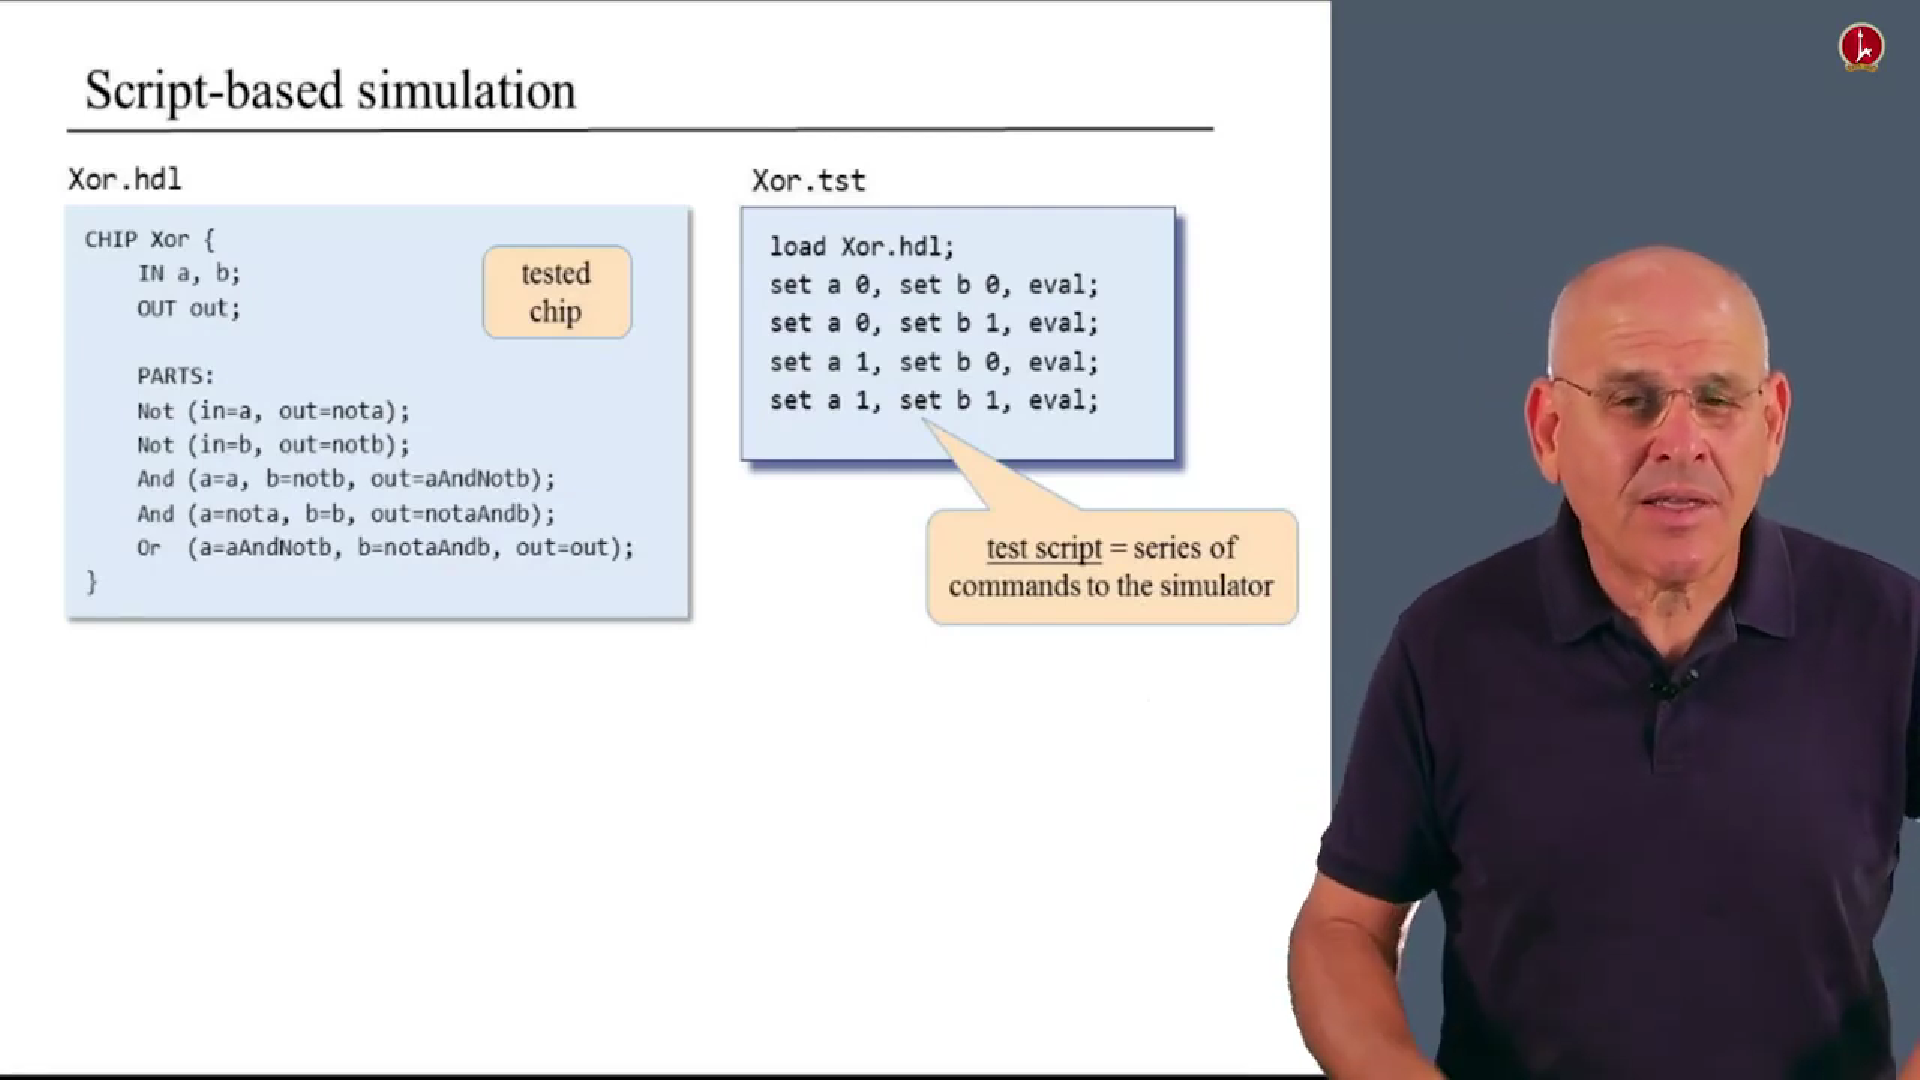 Script-based simulation
Xor.hdl
CHIP Xor {
IN a, b;
OUT out;
PARTS:
Not (in=a, out=nota);
Not (in=b, out=notb);
And (a=a, b=notb, out=aAndNotb);
And (a=nota, b=b, out=notaAndb);
Or (a=aAndNotb, b=notaAndb, out=out);
}
tested
chip
Xor.tst
load Xor.hdl;
set a 0, set b 0, eval;
set a 0, set b 1, eval;
set a 1, set b 0, eval;
set a 1, set b 1, eval;
test script = series of
commands to the simulator